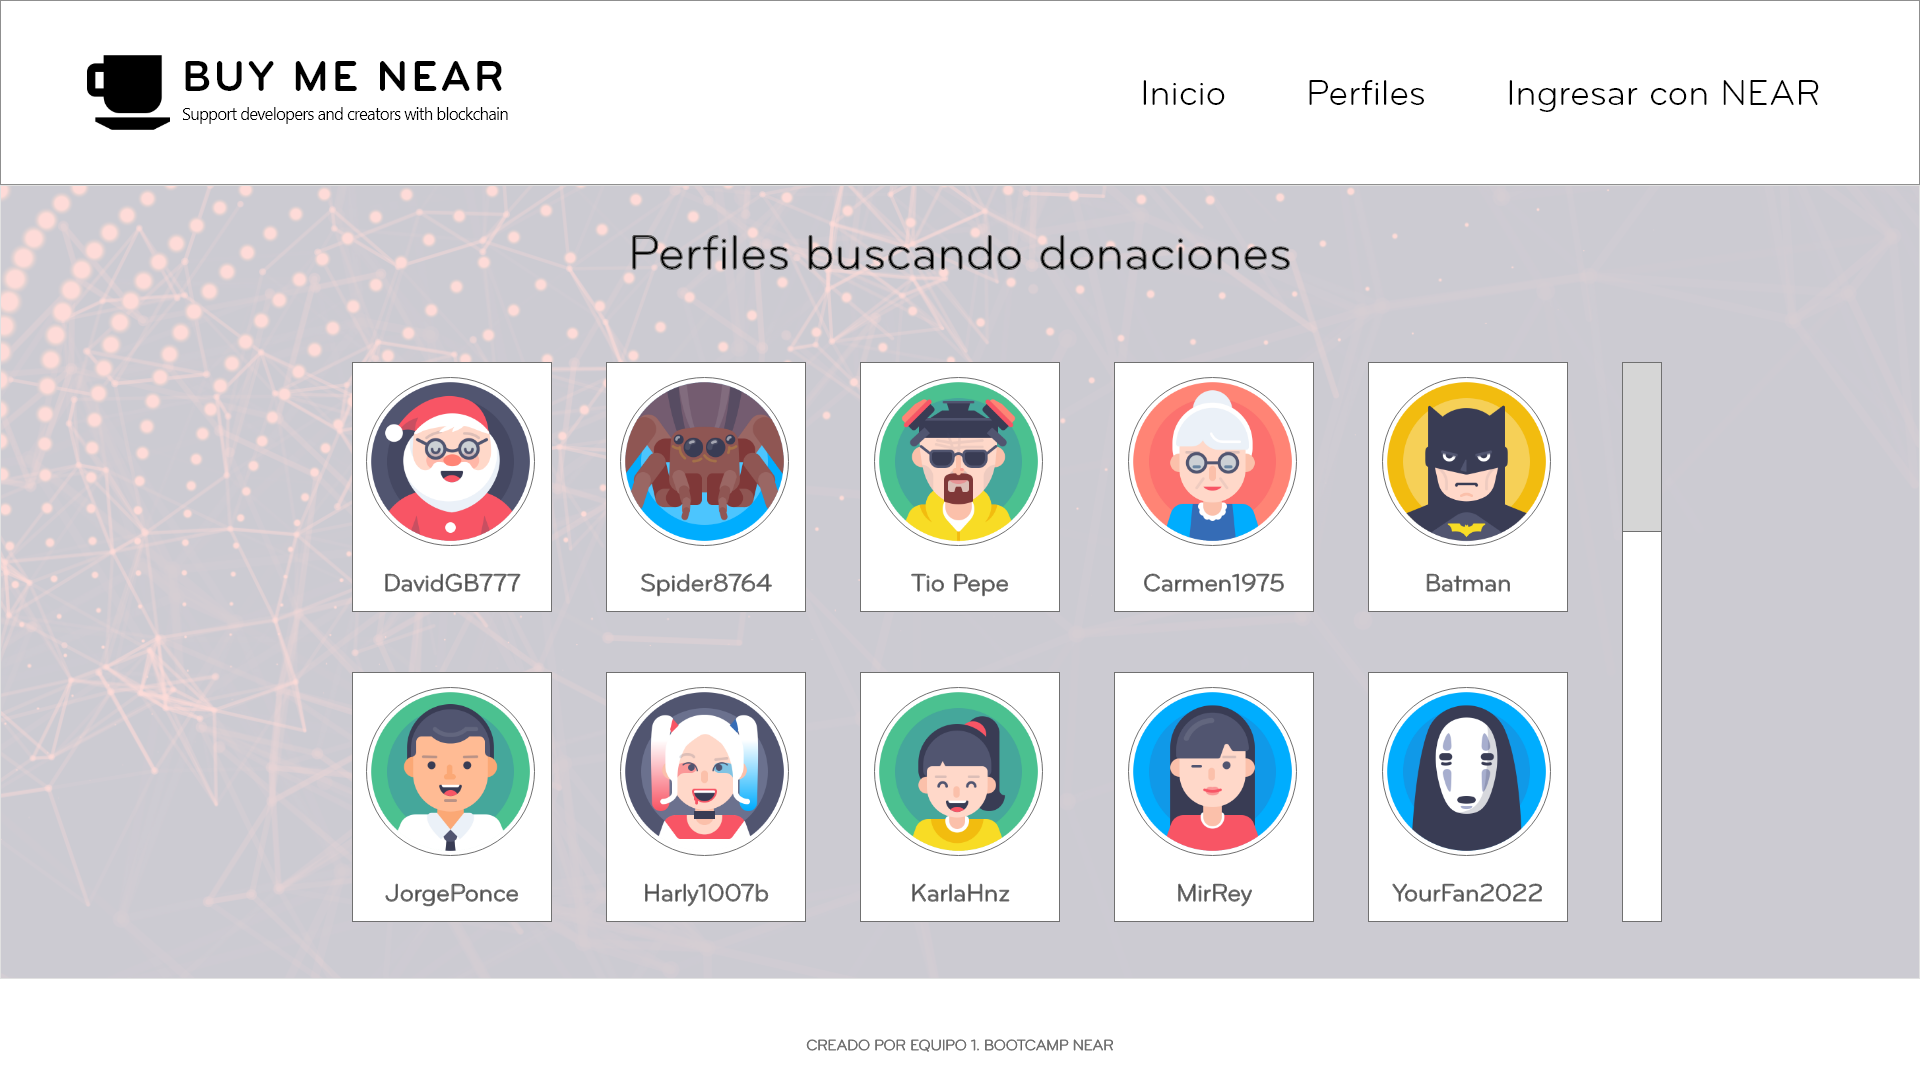 BUY ME NEAR
Support developers and creators with blockchain
Inicio
Perfiles
Ingresar con NEAR
Perfiles buscando donaciones
DavidGB777
Spider8764
Tio Pepe
Carmen1975
Batman
JorgePonce
Harly1007b
KarlaHnz
MirRey
YourFan2022
CREADO POR EQUIPO 1. BOOTCAMP NEAR